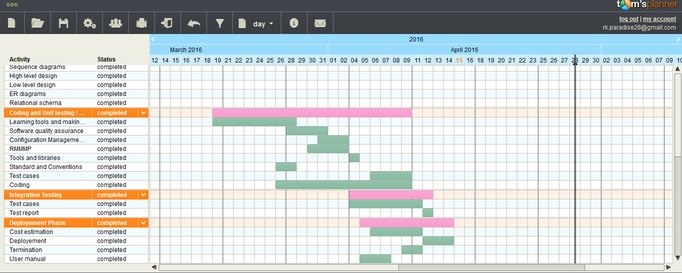 sen
tom's planner
log out | my account
rk.paradise28@gmail.com
day
2016
March 2016 April 2016
Activity Status 12 13 14 15 16 17 18 19 20 21 22 23 24 25 26 27 28 29 30 31 01 02 03 04 05 06 07 08 09 10 11 12 13 14 15 16 17 18 19 20 21 22 23 24 25 26 27 28 29 30 01 02 03 04 05 06 07 08 09 10
Sequence diagrams completed
High level design completed
Low level design completed
ER diagrams completed
Relational schema completed
Coding and Unit testing / ... completed
Learning tools and makin... completed
Software quality assurance completed
Configuration Manageme... completed
RMMMP completed
Tools and libraries completed
Standard and Conventions completed
Test cases completed
Coding completed
Integration Testing completed
Test cases completed
Test report completed
Deployement Phase completed
Cost estimation completed
Deployement completed
Termination completed
User manual completed